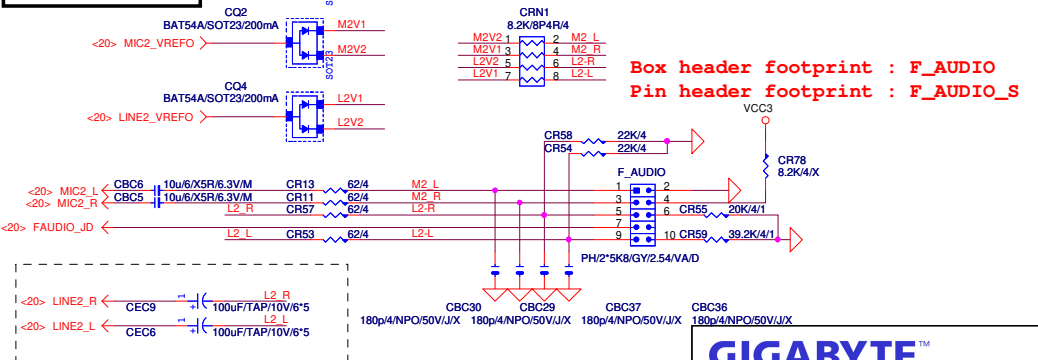 CQ2
BAT54A/SOT23/200mA
<20> MIC2_VREFO
M2V1
M2V2
SOT23
CQ4
BAT54A/SOT23/200mA
<20> LINE2_VREFO
L2V1
L2V2
CRN1
8.2K/8P4R/4
M2V2 1 2 M2_L
M2V1 3 4 M2_R
L2V2 5 6 L2-R
L2V1 7 8 L2-L
Box header footprint : F_AUDIO
Pin header footprint : F_AUDIO_S
VCC3
CR78
8.2K/4/X
CR58 22K/4
CR54 22K/4
F_AUDIO
<20> MIC2_L CBC6 10u/6/X5R/6.3V/M CR13 62/4 M2_L 1 2
<20> MIC2_R CBC5 10u/6/X5R/6.3V/M CR11 62/4 M2_R 3 4
L2_R CR57 62/4 L2-R 5 6 CR55 20K/4/1
<20> FAUDIO_JD 7
L2_L CR53 62/4 L2-L 9 10 CR59 39.2K/4/1
PH/2*5K8/GY/2.54/VA/D
<20> LINE2_R CEC9 1 + 100uF/TAP/10V/6*5 L2_R
<20> LINE2_L CEC6 1 + 100uF/TAP/10V/6*5 L2_L
CBC30 CBC29 CBC37 CBC36
180p/4/NPO/50V/J/X 180p/4/NPO/50V/J/X 180p/4/NPO/50V/J/X 180p/4/NPO/50V/J/X
GIGABYTE™